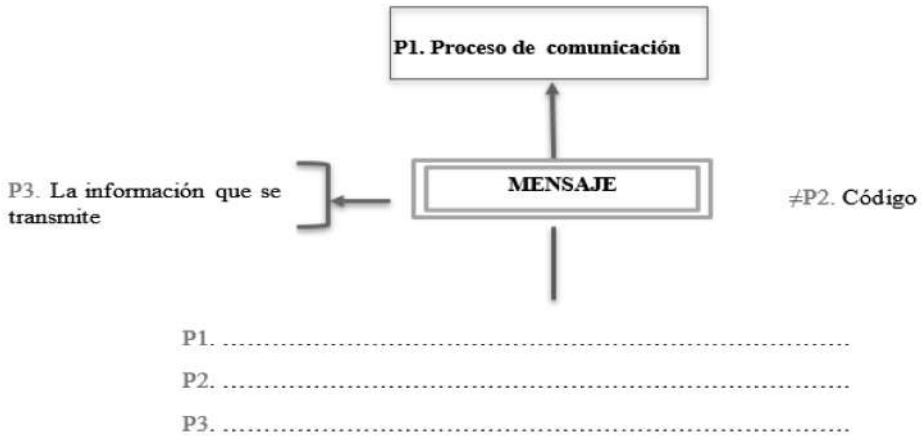 P1. Proceso de comunicación
MENSAJE
P3. La información que se
transmite
≠P2. Código
P1. ........................................................................................
P2. ........................................................................................
P3. ........................................................................................